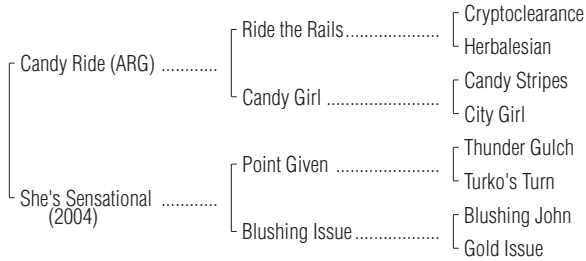 Cryptoclearance
Ride the Rails....................
Herbalesian
Candy Ride (ARG) ............
Candy Stripes
Candy Girl ........................
City Girl
Thunder Gulch
Point Given ......................
Turko's Turn
She's Sensational ............
(2004)
Blushing John
Blushing Issue..................
Gold Issue